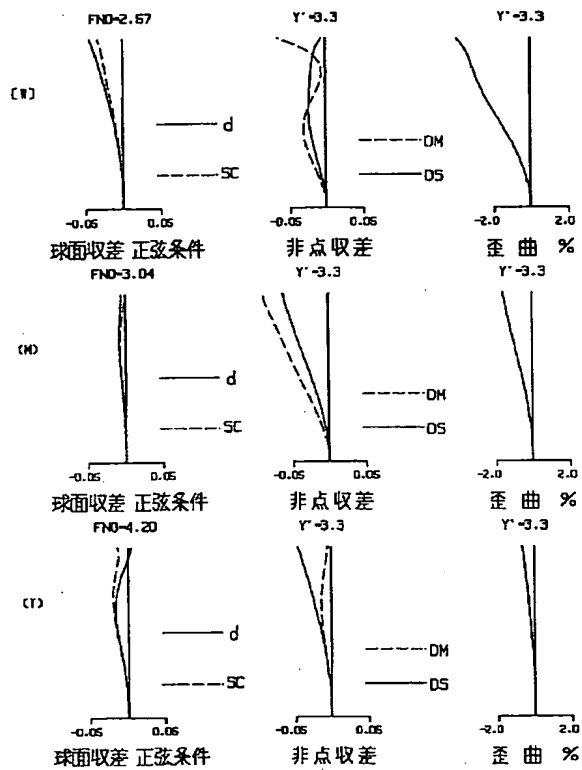 FNO=2.67 Y'=3.3 Y'=3.3
[W]
d
SC
DM
DS
-0.05 0.05 -0.05 0.05 -2.0 2.0
球面収差 正弦条件 非点収差 歪曲 %
FNO=3.04 Y'=3.3 Y'=3.3
[M]
d
SC
DM
DS
-0.05 0.05 -0.05 0.05 -2.0 2.0
球面収差 正弦条件 非点収差 歪曲 %
FNO=4.20 Y'=3.3 Y'=3.3
[T]
d
SC
DM
DS
-0.05 0.05 -0.05 0.05 -2.0 2.0
球面収差 正弦条件 非点収差 歪曲 %